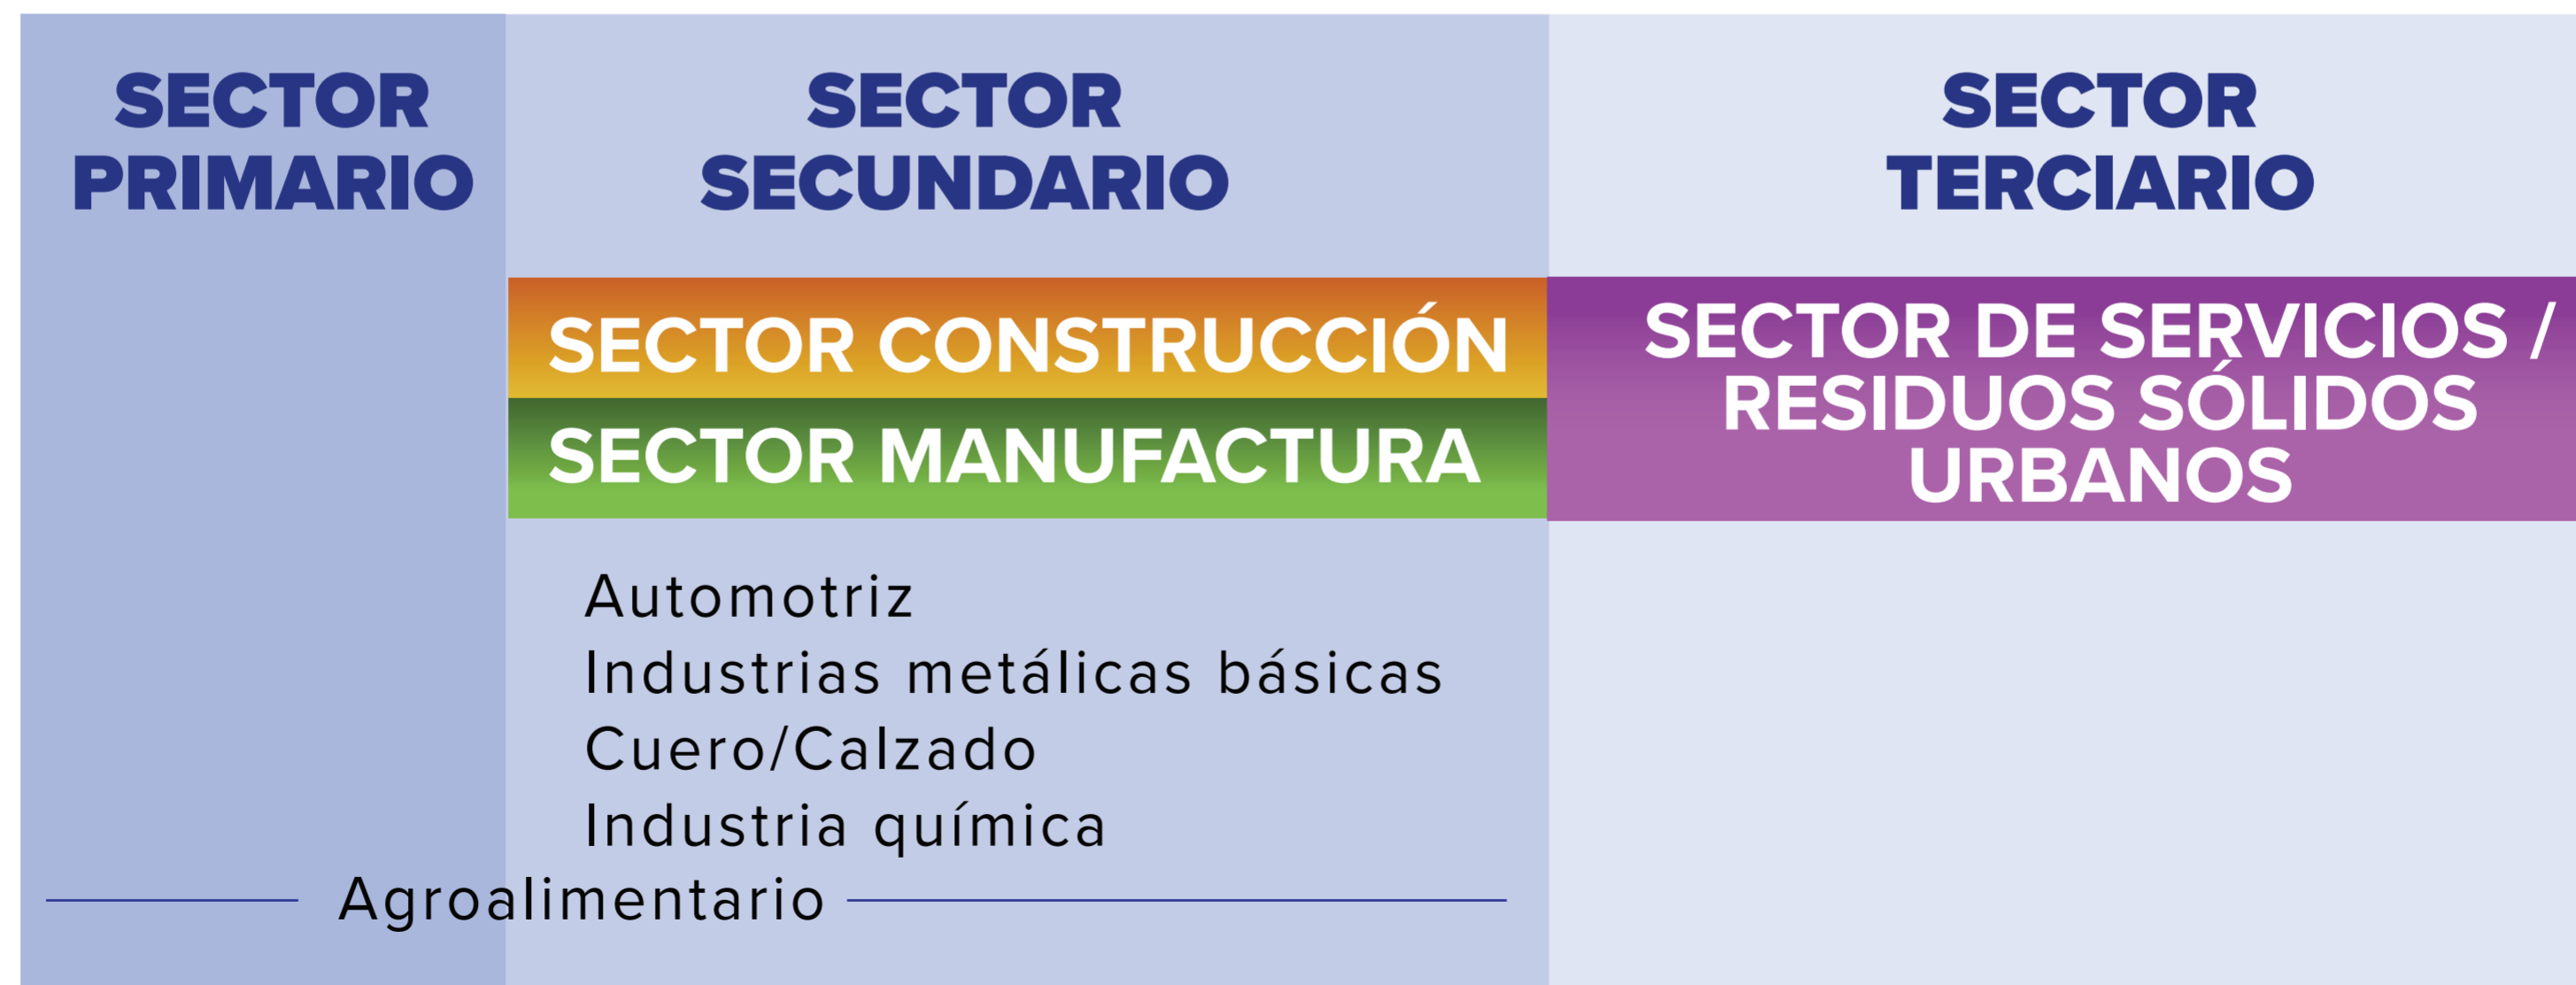 SECTOR
PRIMARIO
SECTOR
SECUNDARIO
SECTOR
TERCIARIO
SECTOR CONSTRUCCIÓN
SECTOR MANUFACTURA
SECTOR DE SERVICIOS /
RESIDUOS SÓLIDOS
URBANOS
Automotriz
Industrias metálicas básicas
Cuero/Calzado
Industria química
Agroalimentario